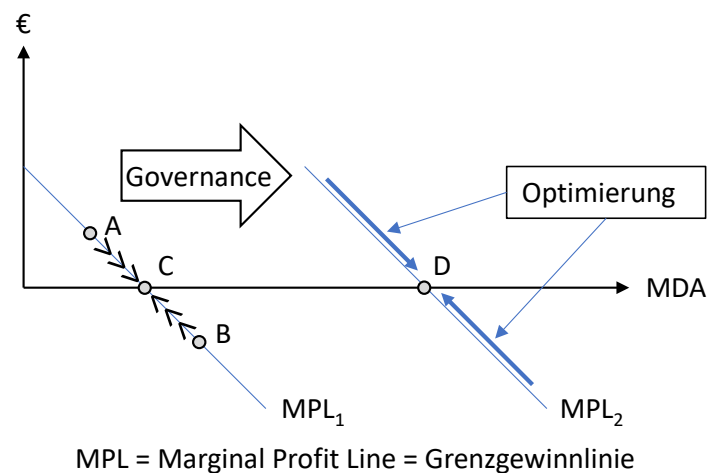 €
Governance
Optimierung
A
C
D
MDA
B
MPL₁
MPL₂
MPL = Marginal Profit Line = Grenzgewinnlinie